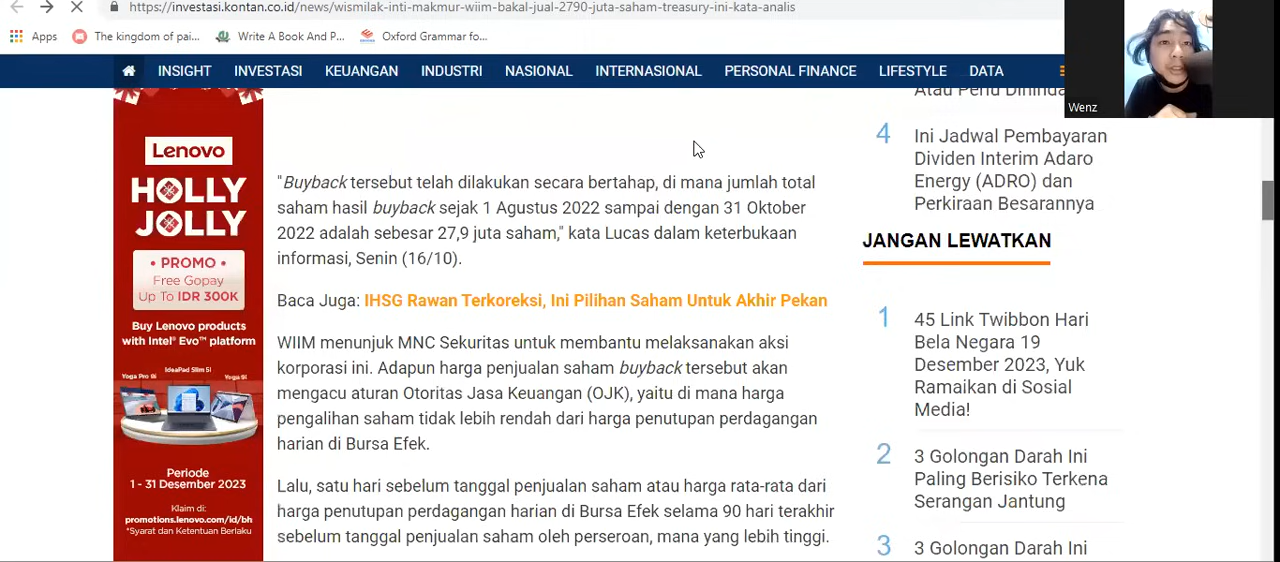 https://investasi.kontan.co.id/news/wismilak-inti-makmur-wiim-bakal-jual-2790-juta-saham-treasury-ini-kata-analis
Apps
The kingdom of pai...
Write A Book And P...
Oxford Grammar fo...
INSIGHT
INVESTASI
KEUANGAN
INDUSTRI
NASIONAL
INTERNASIONAL
PERSONAL FINANCE
LIFESTYLE
DATA
Wenz
Lenovo
HOLLY
JOLLY
• PROMO •
Free Gopay
Up To IDR 300K
Buy Lenovo products
with Intel® Evo™ platform
IdeaPad Slim 5i
Yoga Pro 9i
Yoga 9i
Periode
1 - 31 Desember 2023
Klaim di:
promotions.lenovo.com/id/bh
*Syarat dan Ketentuan Berlaku
"Buyback tersebut telah dilakukan secara bertahap, di mana jumlah total
saham hasil buyback sejak 1 Agustus 2022 sampai dengan 31 Oktober
2022 adalah sebesar 27,9 juta saham," kata Lucas dalam keterbukaan
informasi, Senin (16/10).
Baca Juga: IHSG Rawan Terkoreksi, Ini Pilihan Saham Untuk Akhir Pekan
WIIM menunjuk MNC Sekuritas untuk membantu melaksanakan aksi
korporasi ini. Adapun harga penjualan saham buyback tersebut akan
mengacu aturan Otoritas Jasa Keuangan (OJK), yaitu di mana harga
pengalihan saham tidak lebih rendah dari harga penutupan perdagangan
harian di Bursa Efek.
Lalu, satu hari sebelum tanggal penjualan saham atau harga rata-rata dari
harga penutupan perdagangan harian di Bursa Efek selama 90 hari terakhir
sebelum tanggal penjualan saham oleh perseroan, mana yang lebih tinggi.
Atau Perlu
4
Ini Jadwal Pembayaran
Dividen Interim Adaro
Energy (ADRO) dan
Perkiraan Besarannya
JANGAN LEWATKAN
1
45 Link Twibbon Hari
Bela Negara 19
Desember 2023, Yuk
Ramaikan di Sosial
Media!
2
3 Golongan Darah Ini
Paling Berisiko Terkena
Serangan Jantung
3
3 Golongan Darah Ini